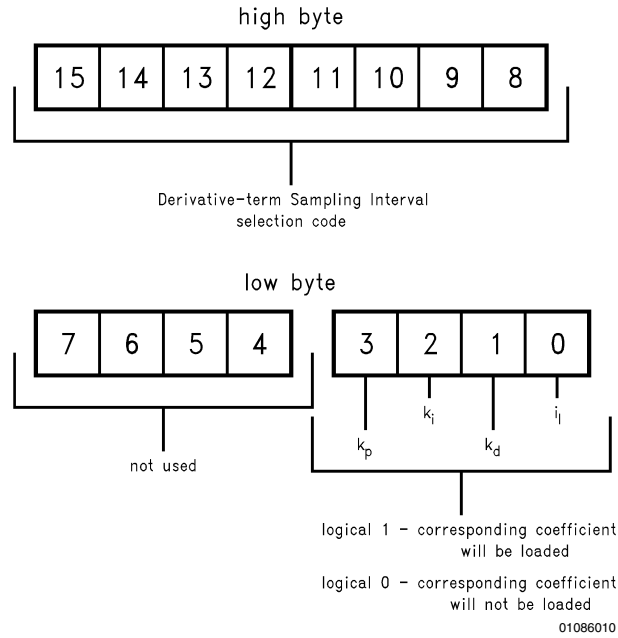 high byte
15 14 13 12 11 10 9 8
Derivative-term Sampling Interval
selection code
low byte
7 6 5 4 3 2 1 0
k_i i_l
k_p k_d
not used
logical 1 - corresponding coefficient
will be loaded
logical 0 - corresponding coefficient
will not be loaded
01086010